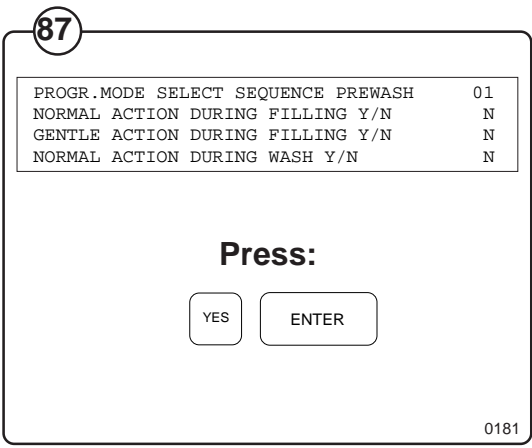 87
PROGR.MODE SELECT SEQUENCE PREWASH 01
NORMAL ACTION DURING FILLING Y/N N
GENTLE ACTION DURING FILLING Y/N N
NORMAL ACTION DURING WASH Y/N N
Press:
YES ENTER
0181